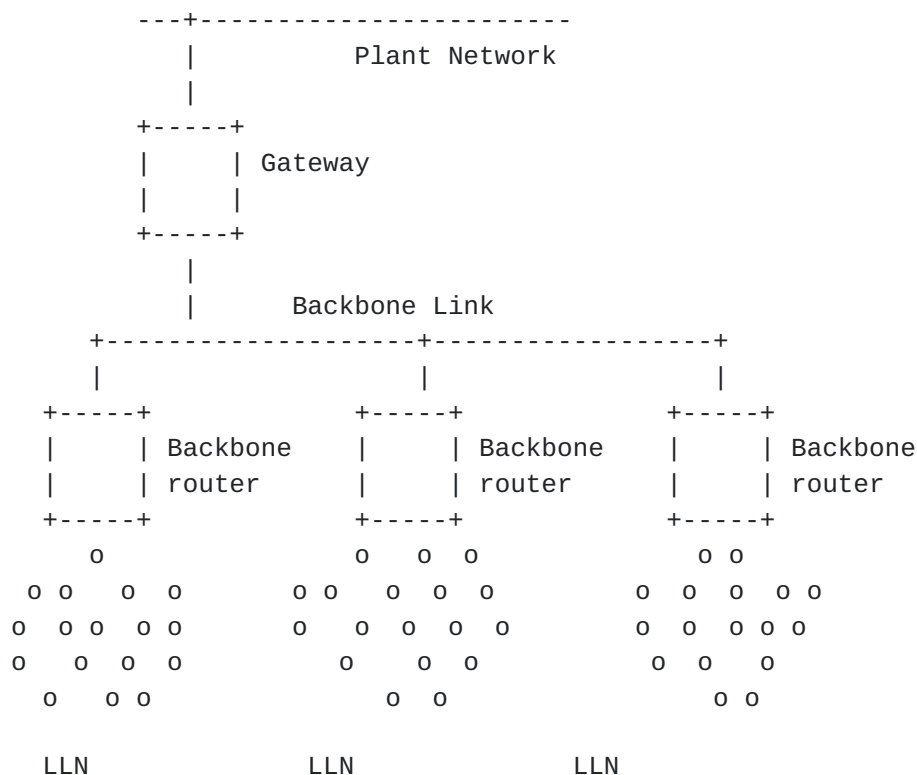 Plant Network
Gateway
Backbone Link
Backbone Backbone Backbone
router router router
o o o o o o
o o o o o o o o o o o o o o
o o o o o o o o o o o o o o o
o o o o o o o o o o
o o o o o o o
LLN LLN LLN